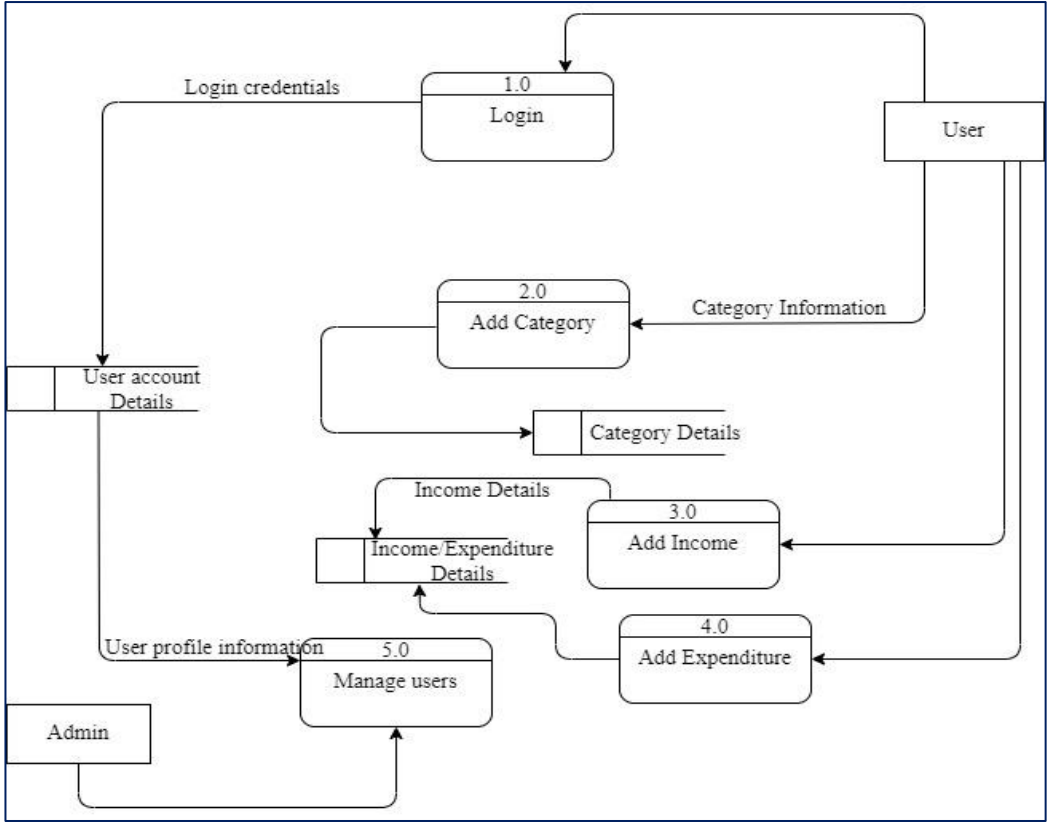 1.0
Login credentials
Login
User
2.0
Category Information
Add Category
User account
Details
Category Details
Income Details
3.0
Add Income
Income/Expenditure
Details
4.0
User profile information
5.0
Add Expenditure
Manage users
Admin